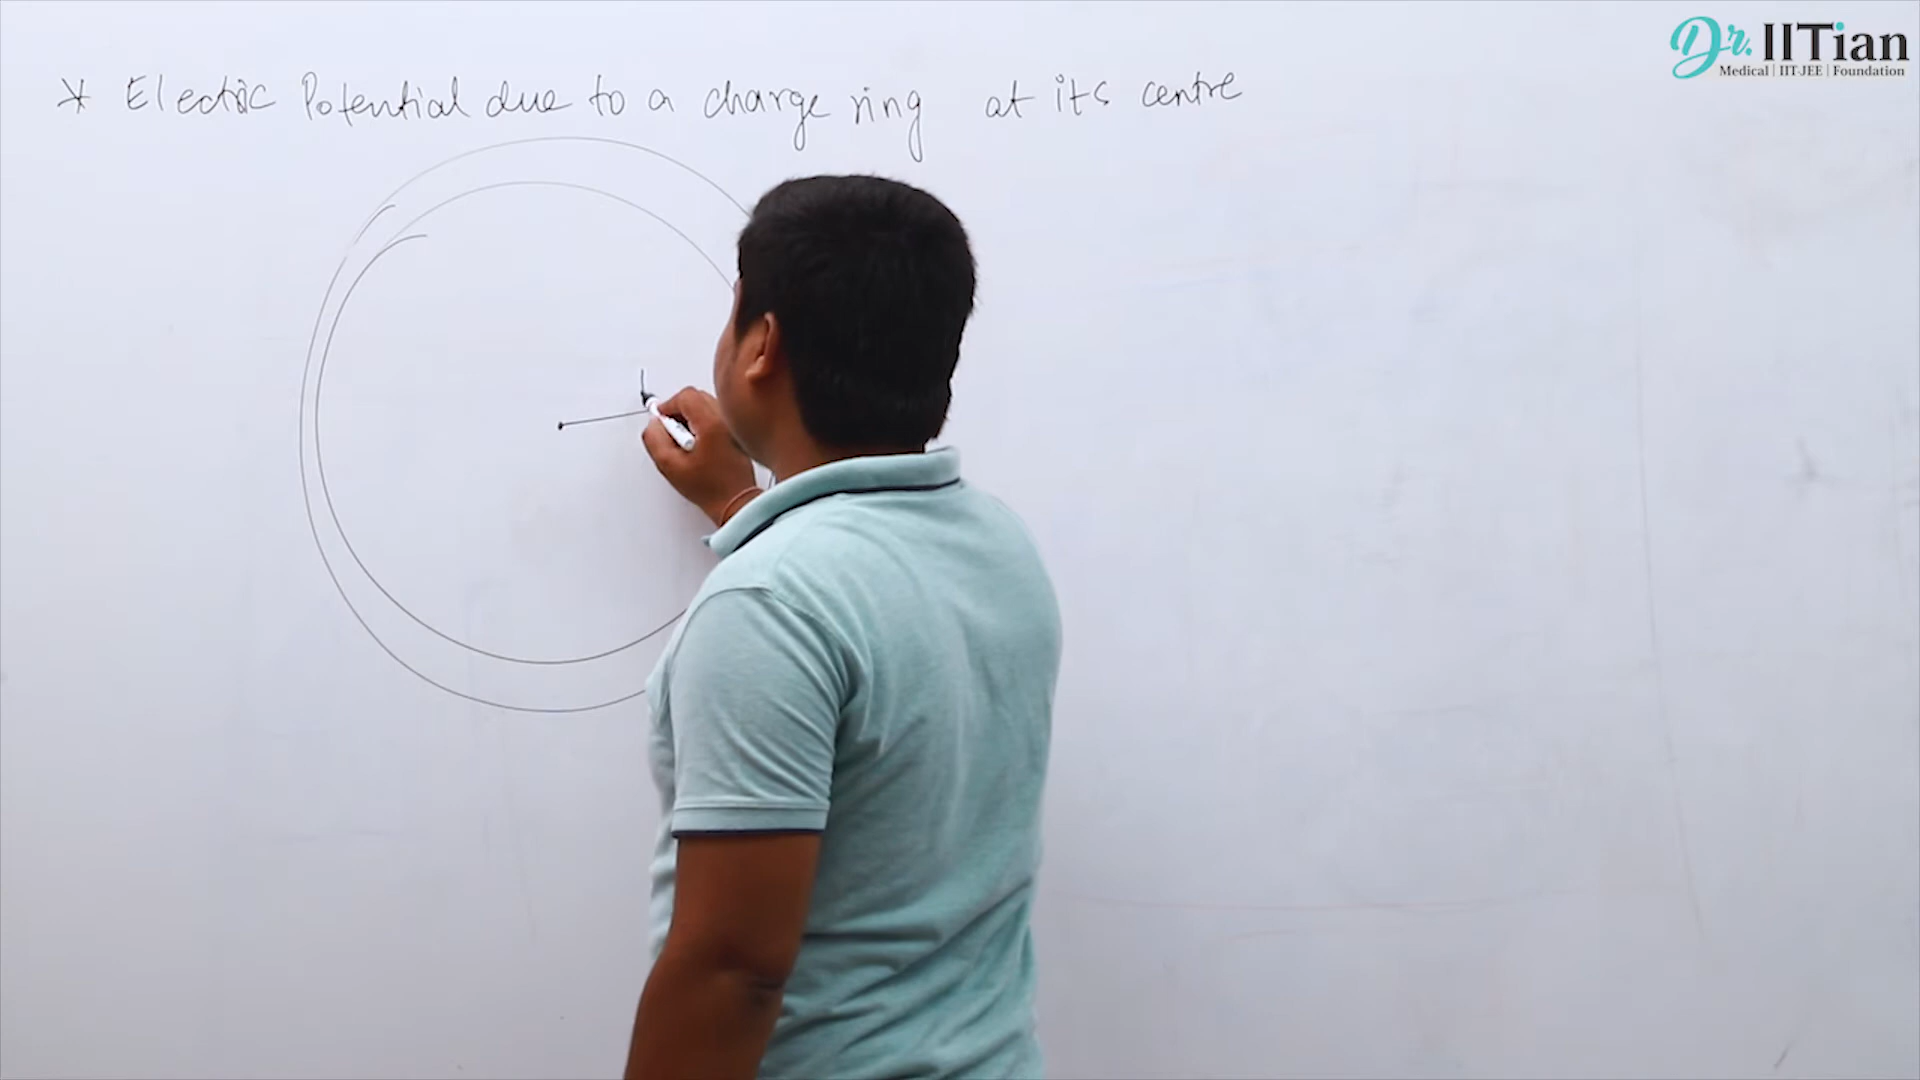 Dr. IITian
Medical | IIT-JEE | Foundation
* Electric Potential due to a charge ring at its centre